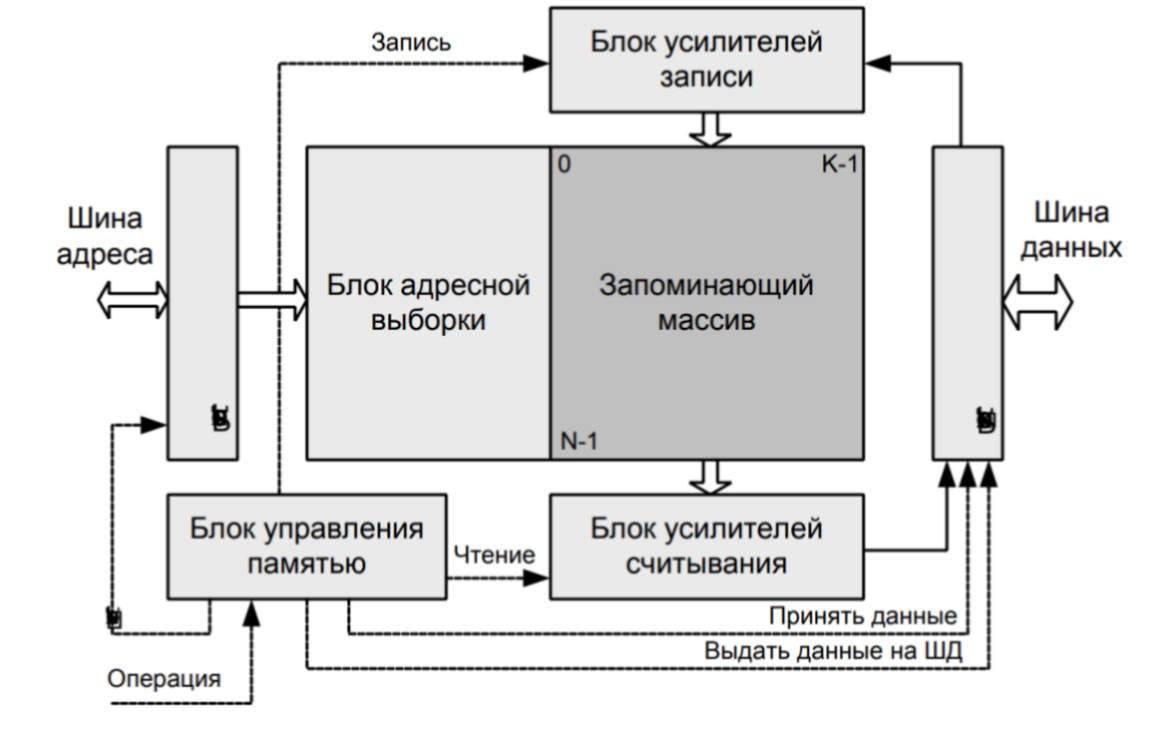 Запись
Блок усилителей
записи
0
K-1
Шина
адреса
Шина
данных
Блок адресной
выборки
Запоминающий
массив
N-1
Блок управления
памятью
Чтение
Блок усилителей
считывания
Принять данные
Выдать данные на ШД
Операция